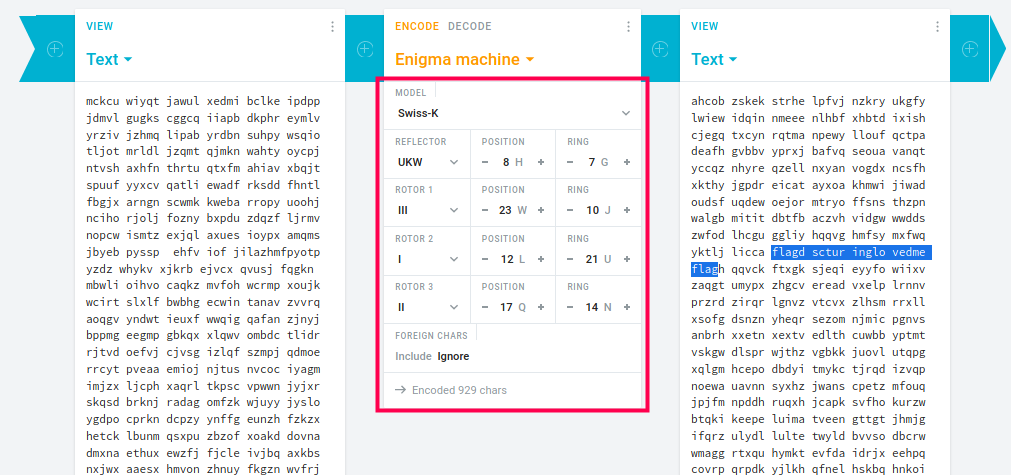 VIEW
Text
mckcu wiyqt jawul xedmi bclke ipdpp
jdmvl gugks cggcq iiapb dkphr eymlv
yrziv jzhmq lipab yrdbn suhpy wsqio
tljot mrldl jzqmt qjmkn wahty oycpj
ntvsh axhfn thrtu qtxfm ahiav xbqjt
spuuf yyxcv qatli ewadf rksdd fhntl
fbgjx arngn scwmk kweba rropy uuohj
nciho rjolj fozny bxpdu zdqzf ljrmv
nopcw ismtz exjql axues ioypx amqms
jbyeb pyssp ehfv iof jilazhmfpyotp
yzdz whykv xjkrb ejvcx qvusj fqgkn
mbwli oihvo caqkz mvfoh wcrmp xoujk
wcirt slxlf bwbhg ecwin tanav zvvrq
aoqgv yndwt ieuxf wwqig qafan zjnyj
bppmg eegmp gbkqx xlqwv ombdc tlidr
rjtvd oefvj cjvsg izlqf szmpj qdmoe
rrcyt pveaa emioj njtus nvcoc iyagm
imjzx ljcph xaqrl tkpsc vpwwn jyjxr
skqsd brknj radag omfzk wjuyy jyslo
ygdpo cprkn dcpzy ynffg eunzh fzkzx
hetck lbunm qsxpu zbzof xoakd dovna
dmxna ethux ewzfj fjcle ivjbq axkbs
nxjwx aaesx hmvon zhnuy fkgzn wvfrj
ENCODE DECODE
Enigma machine
MODEL
Swiss-K
REFLECTOR POSITION RING
UKW − 8 H + − 7 G +
ROTOR 1 POSITION RING
III − 23 W + − 10 J +
ROTOR 2 POSITION RING
I − 12 L + − 21 U +
ROTOR 3 POSITION RING
II − 17 Q + − 14 N +
FOREIGN CHARS
Include Ignore
→ Encoded 929 chars
VIEW
Text
ahcob zskek strhe lpfvj nzkry ukgfy
lwiew idqin nmeee nlhbf xhbtd ixish
cjegq txcyn rqtma npewy llouf qctpa
deafh gvbbv yprxj bafvq seoua vanqt
yccqz nhyre qzell nxyan vogdx ncsfh
xkthy jgpdr eicat ayxoa khmwi jiwad
oudsf uqdew oejor mtryo ffsns thzpn
walgb mitit dbtfb aczvh vidgw wwdds
zwfod lhcgu ggliy hqqvg hmfsy mxfwq
yktlj licca flagd sctur inglo vedme
flagh qqvck ftxgk sjeqi eyyfo wiixv
zaqgt umypx zhgcv eread vxelp lrnnv
przrd zirqr lgnvz vtcvx zlhsm rrxll
xsofg dsnzn yheqr sezom njmic pgnvs
anbrh xxetn xextv edlth cuwbb yptmt
vskgw dlspr wjthz vgbkk juovl utqpg
xqlgm hcepo dbdyi tmykc tjrqd izvqp
noewa uavnn syxhz jwans cpetz mfouq
jpjfm npddh ruqxh jcapk svfho kurzw
btqki keepe luima tveen gttgt jhmjg
ifqrz ulydl lulte twyld bvvso dbcrw
wmagg rtxqu hymkt evfda idrjx eehpq
covrp qrpdk yjlkh qfnel hskbq hnkoi